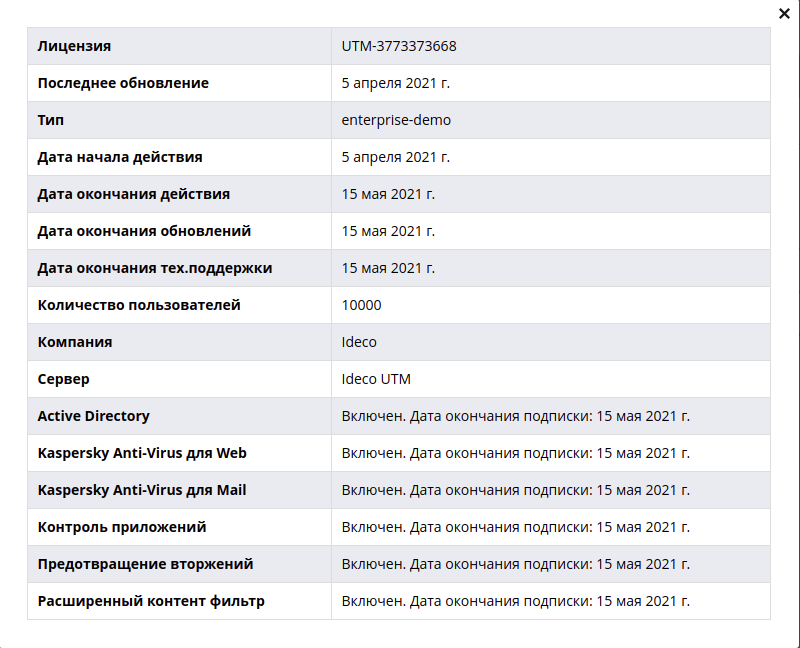 Лицензия UTM-3773373668
Последнее обновление 5 апреля 2021 г.
Тип enterprise-demo
Дата начала действия 5 апреля 2021 г.
Дата окончания действия 15 мая 2021 г.
Дата окончания обновлений 15 мая 2021 г.
Дата окончания тех.поддержки 15 мая 2021 г.
Количество пользователей 10000
Компания Ideco
Сервер Ideco UTM
Active Directory Включен. Дата окончания подписки: 15 мая 2021 г.
Kaspersky Anti-Virus для Web Включен. Дата окончания подписки: 15 мая 2021 г.
Kaspersky Anti-Virus для Mail Включен. Дата окончания подписки: 15 мая 2021 г.
Контроль приложений Включен. Дата окончания подписки: 15 мая 2021 г.
Предотвращение вторжений Включен. Дата окончания подписки: 15 мая 2021 г.
Расширенный контент фильтр Включен. Дата окончания подписки: 15 мая 2021 г.